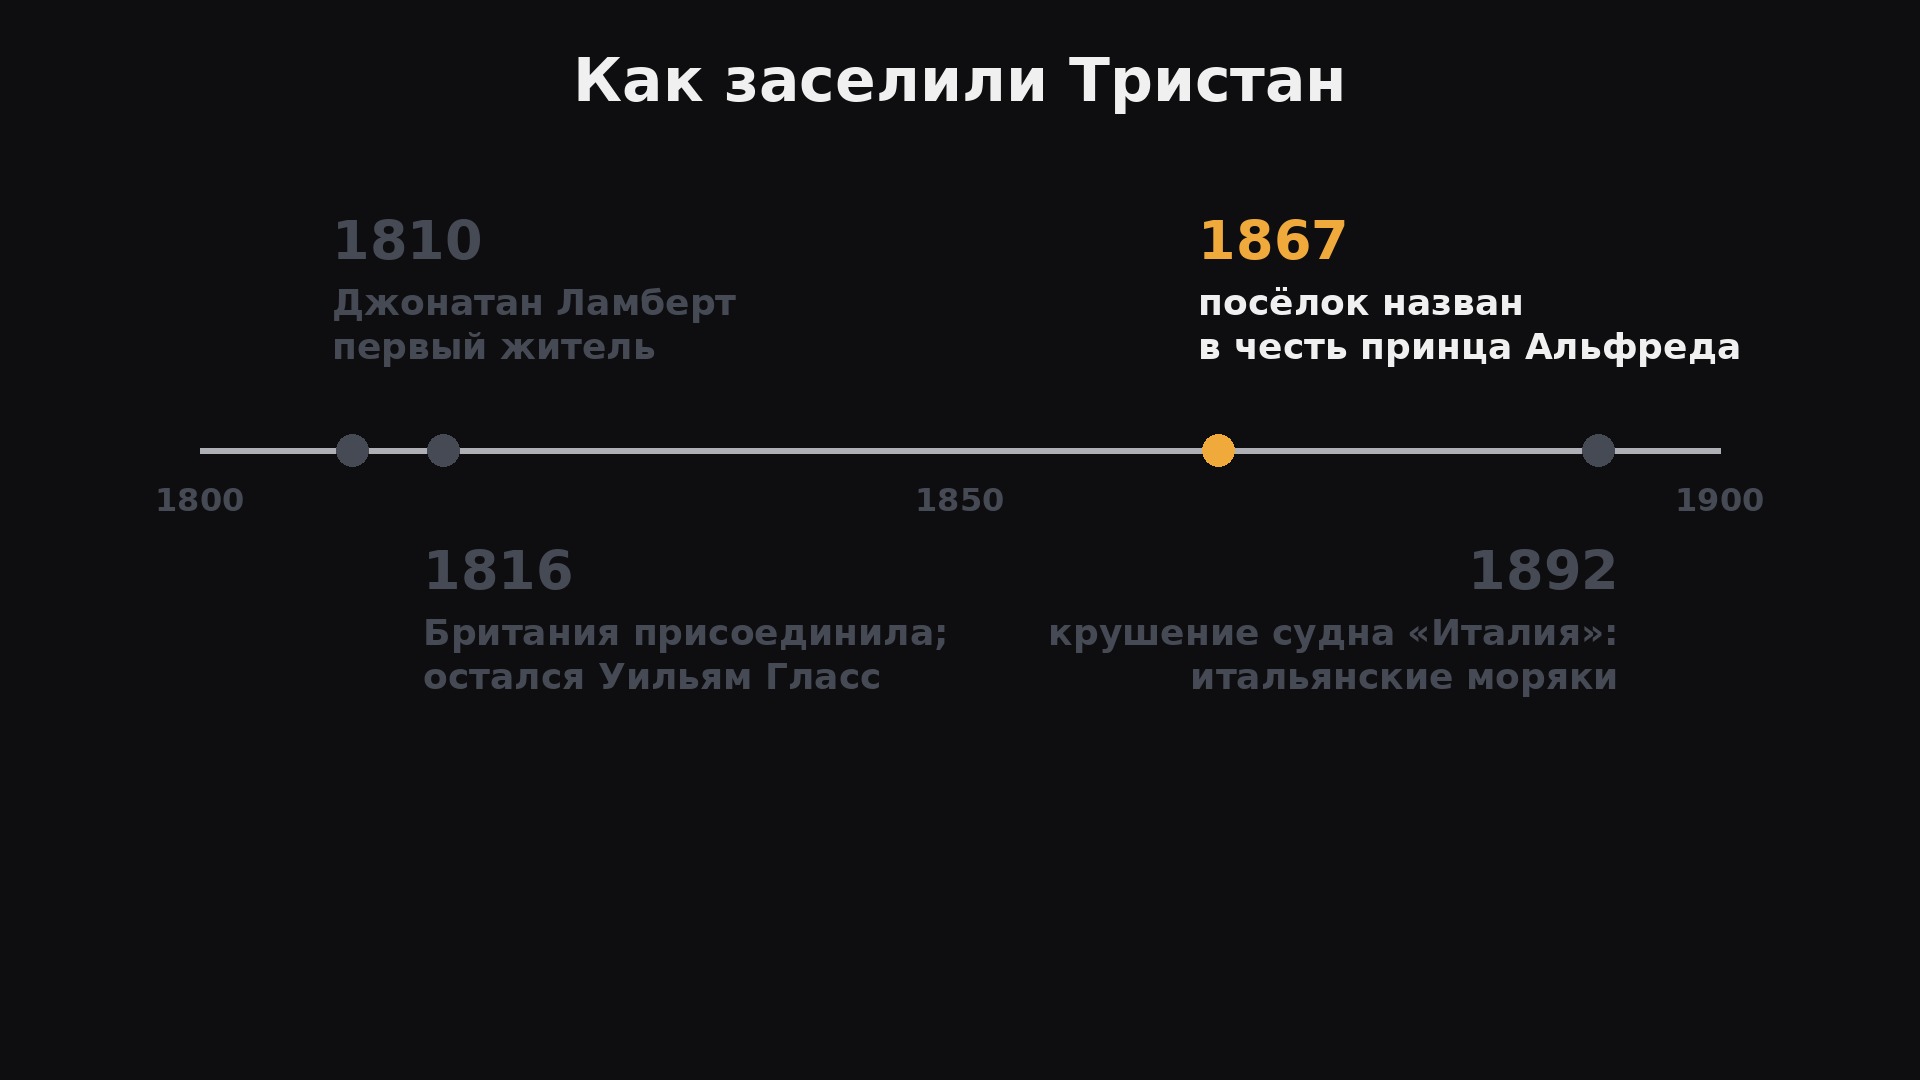 Как заселили Тристан
1810
Джонатан Ламберт
первый житель
1867
посёлок назван
в честь принца Альфреда
1800
1850
1900
1816
Британия присоединила;
остался Уильям Гласс
1892
крушение судна «Италия»:
итальянские моряки